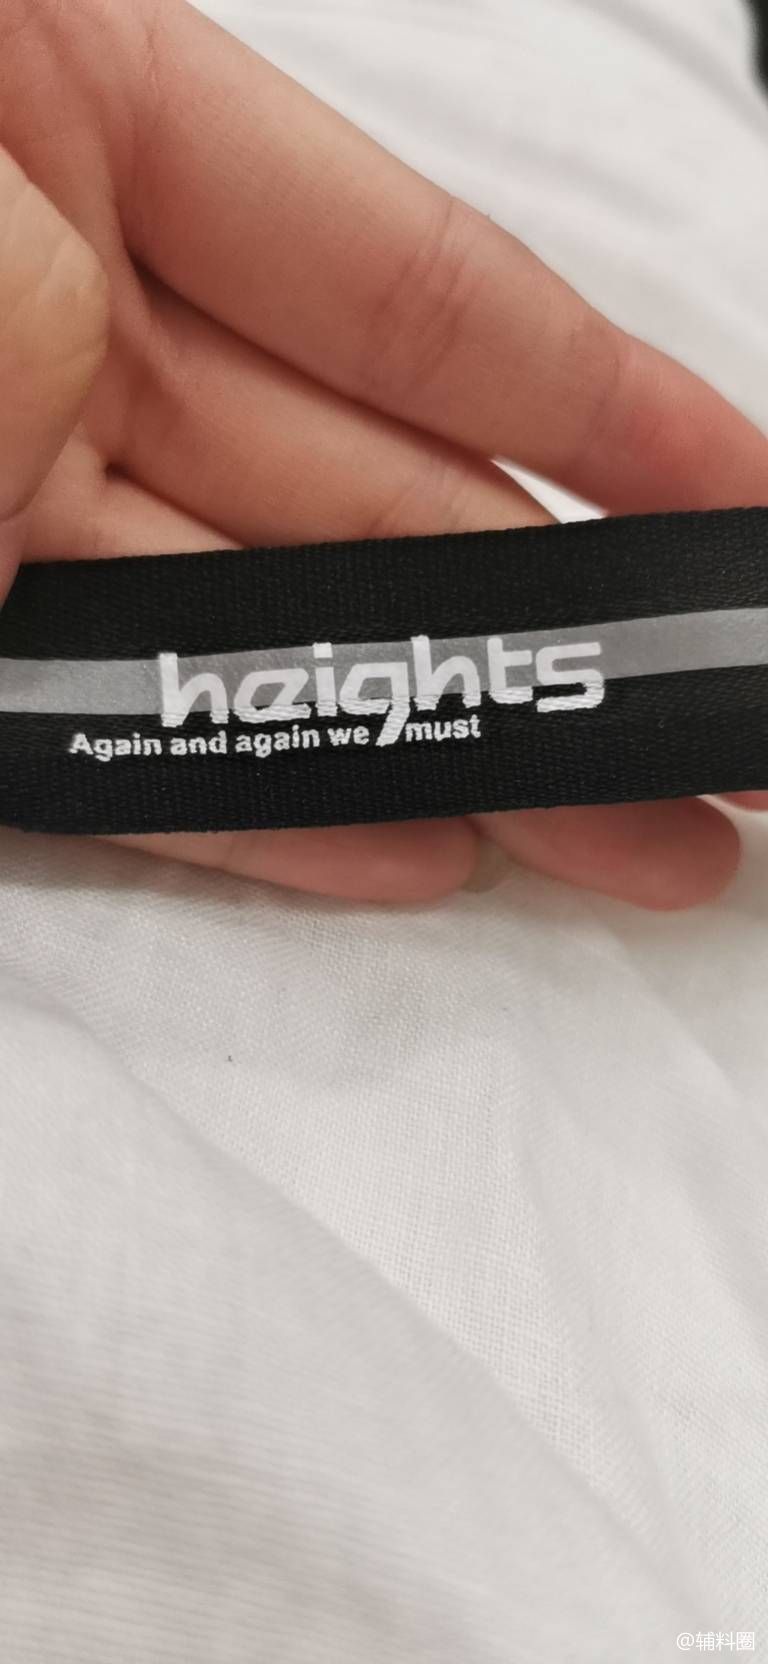 heights
Again and again we must
@辅料圈